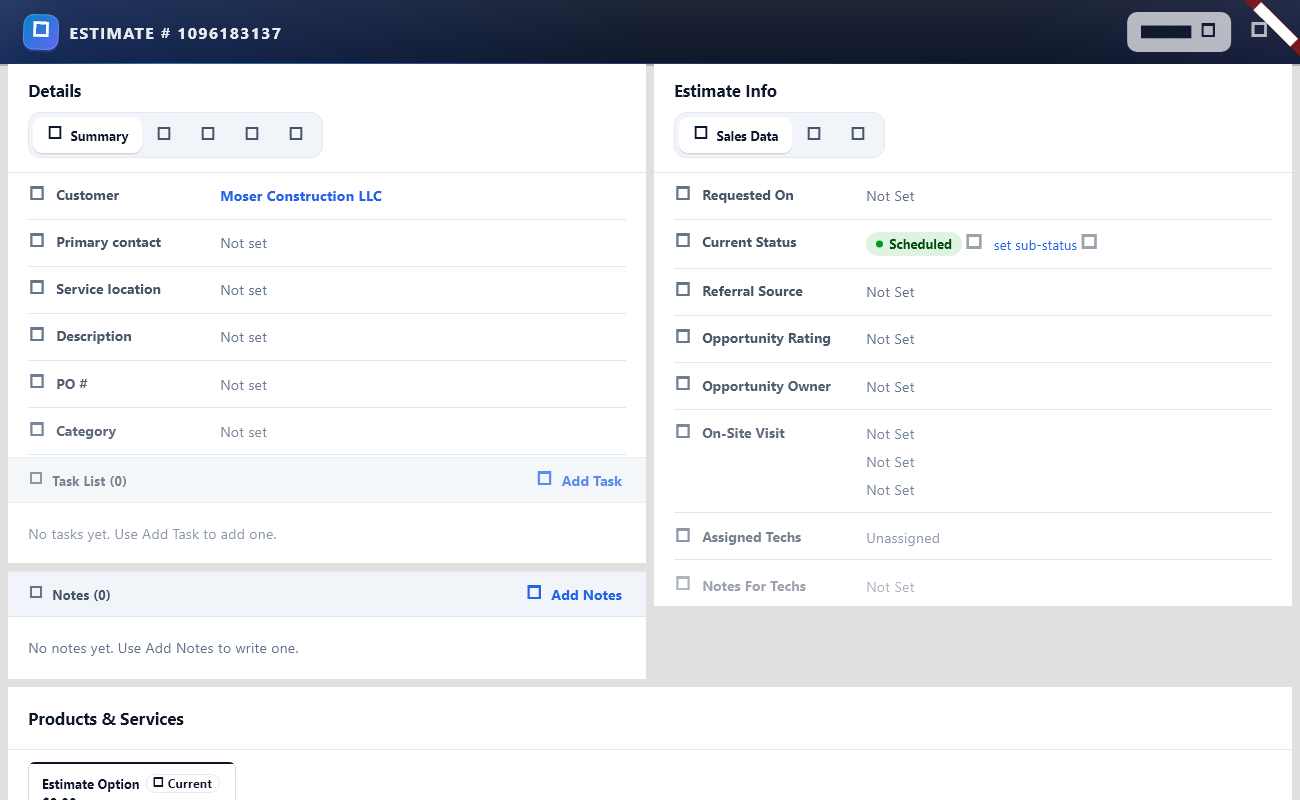 ESTIMATE # 1096183137
Details
Summary
Customer
Moser Construction LLC
Primary contact
Not set
Service location
Not set
Description
Not set
PO #
Not set
Category
Not set
Task List (0)
Add Task
No tasks yet. Use Add Task to add one.
Notes (0)
Add Notes
No notes yet. Use Add Notes to write one.
Estimate Info
Sales Data
Requested On
Not Set
Current Status
Scheduled
set sub-status
Referral Source
Not Set
Opportunity Rating
Not Set
Opportunity Owner
Not Set
On-Site Visit
Not Set
Not Set
Not Set
Assigned Techs
Unassigned
Notes For Techs
Not Set
Products & Services
Estimate Option
Current